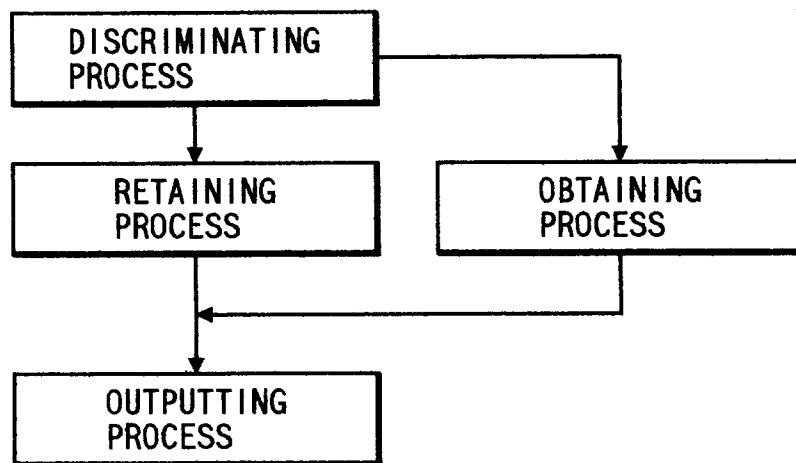 DISCRIMINATING
PROCESS
RETAINING
PROCESS
OBTAINING
PROCESS
OUTPUTTING
PROCESS